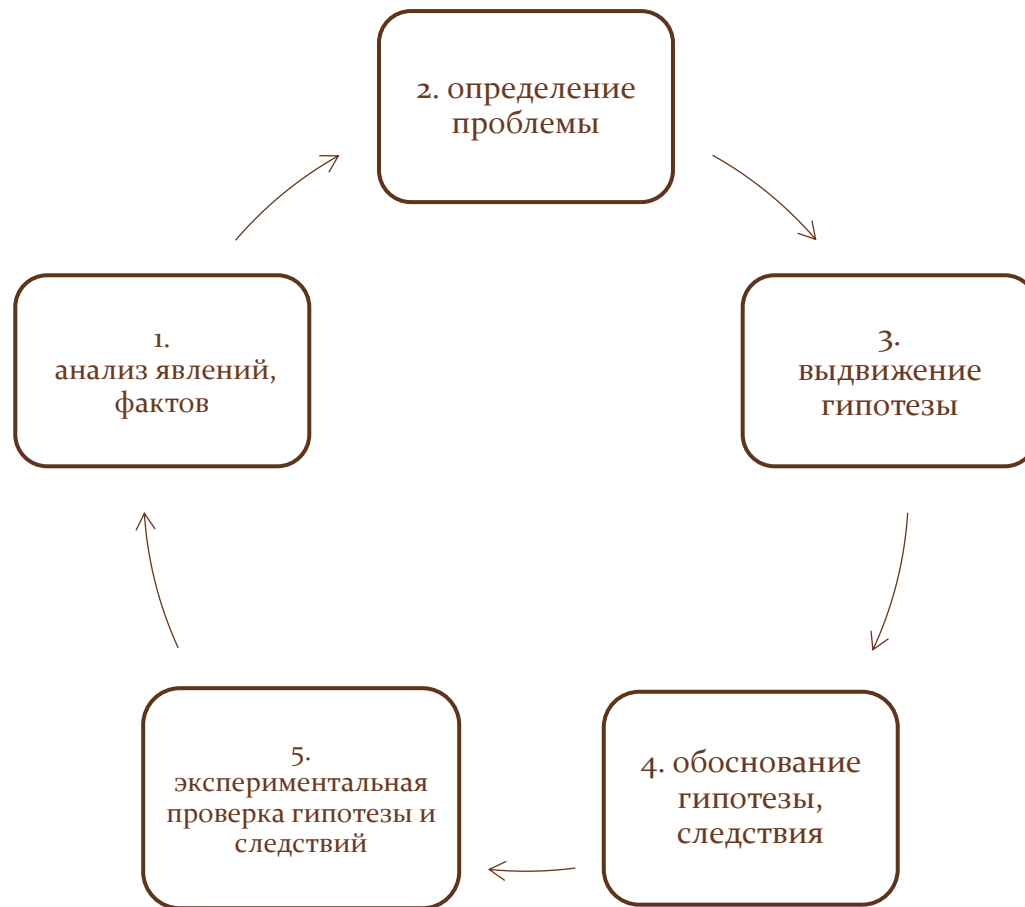 2. определение
проблемы
1.
анализ явлений,
фактов
3.
выдвижение
гипотезы
5.
экспериментальная
проверка гипотезы и
следствий
4. обоснование
гипотезы,
следствия